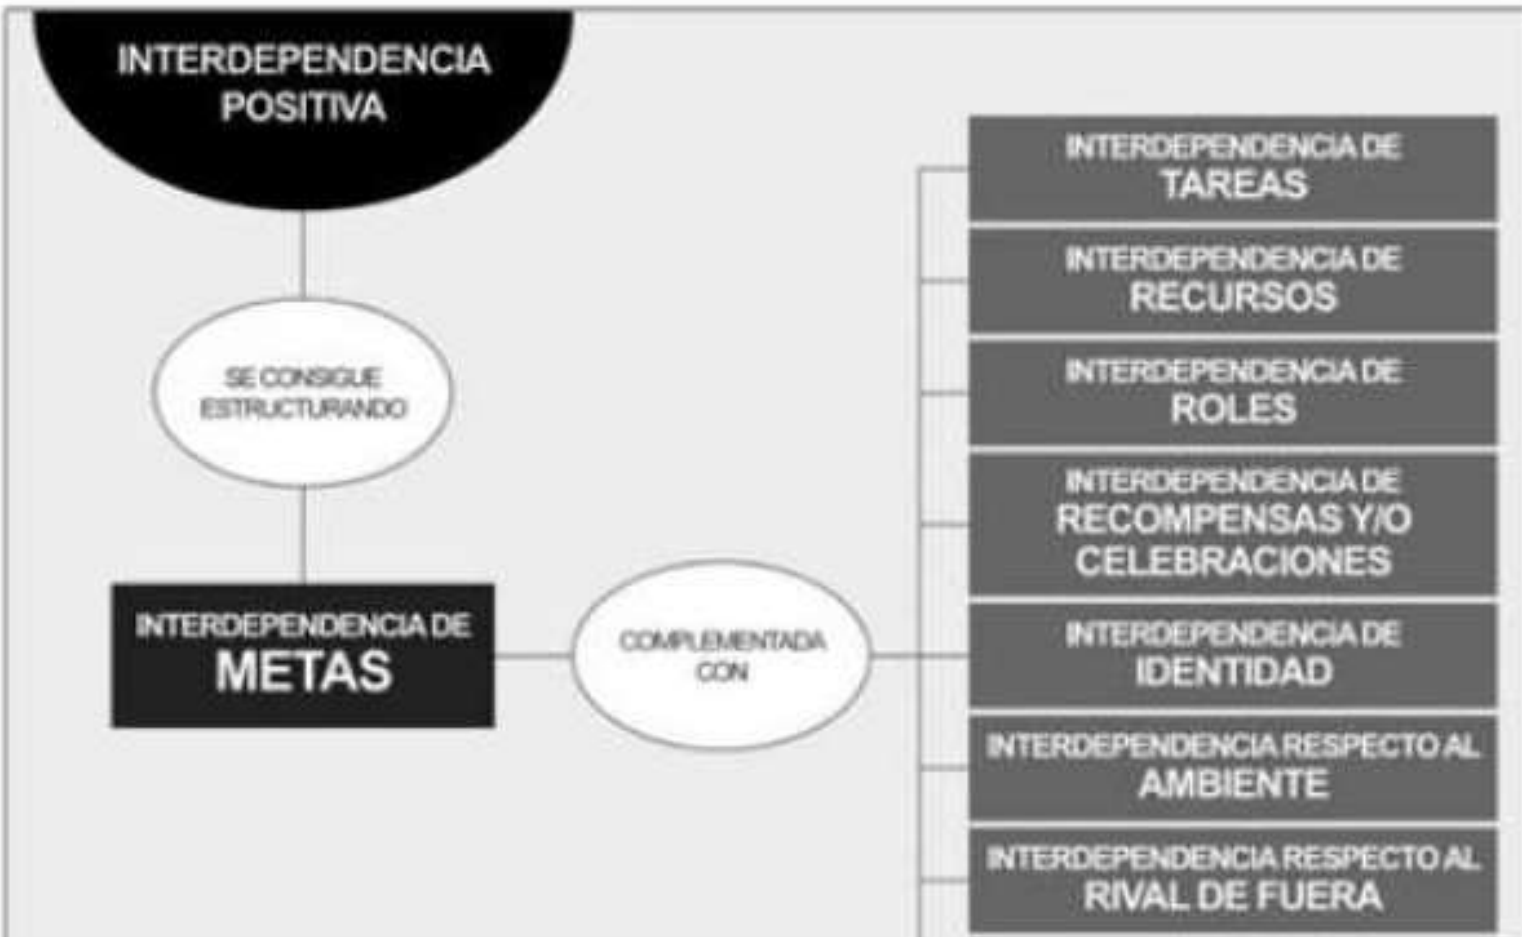 INTERDEPENDENCIA
POSITIVA
SE CONSIGUE
ESTRUCTURANDO
INTERDEPENDENCIA DE
METAS
COMPLEMENTADA
CON
INTERDEPENDENCIA DE
TAREAS
INTERDEPENDENCIA DE
RECURSOS
INTERDEPENDENCIA DE
ROLES
INTERDEPENDENCIA DE
RECOMPENSAS Y/O
CELEBRACIONES
INTERDEPENDENCIA DE
IDENTIDAD
INTERDEPENDENCIA RESPECTO AL
AMBIENTE
INTERDEPENDENCIA RESPECTO AL
RIVAL DE FUERA